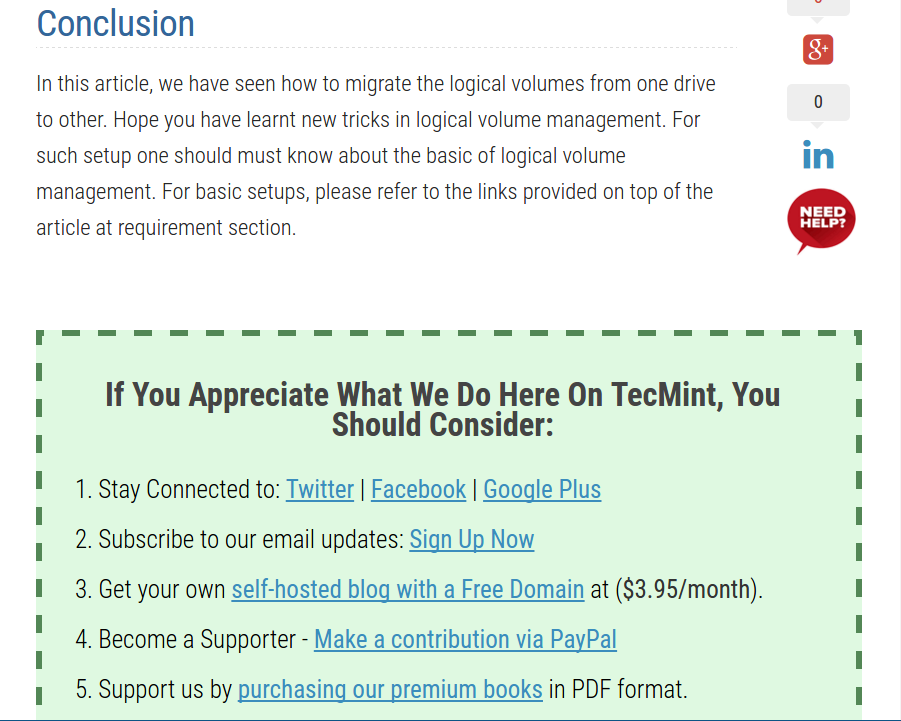 Conclusion
In this article, we have seen how to migrate the logical volumes from one drive
to other. Hope you have learnt new tricks in logical volume management. For
such setup one should must know about the basic of logical volume
management. For basic setups, please refer to the links provided on top of the
article at requirement section.
g+
0
in
NEED
HELP?
If You Appreciate What We Do Here On TecMint, You
Should Consider:
1. Stay Connected to: Twitter | Facebook | Google Plus
2. Subscribe to our email updates: Sign Up Now
3. Get your own self-hosted blog with a Free Domain at ($3.95/month).
4. Become a Supporter - Make a contribution via PayPal
5. Support us by purchasing our premium books in PDF format.